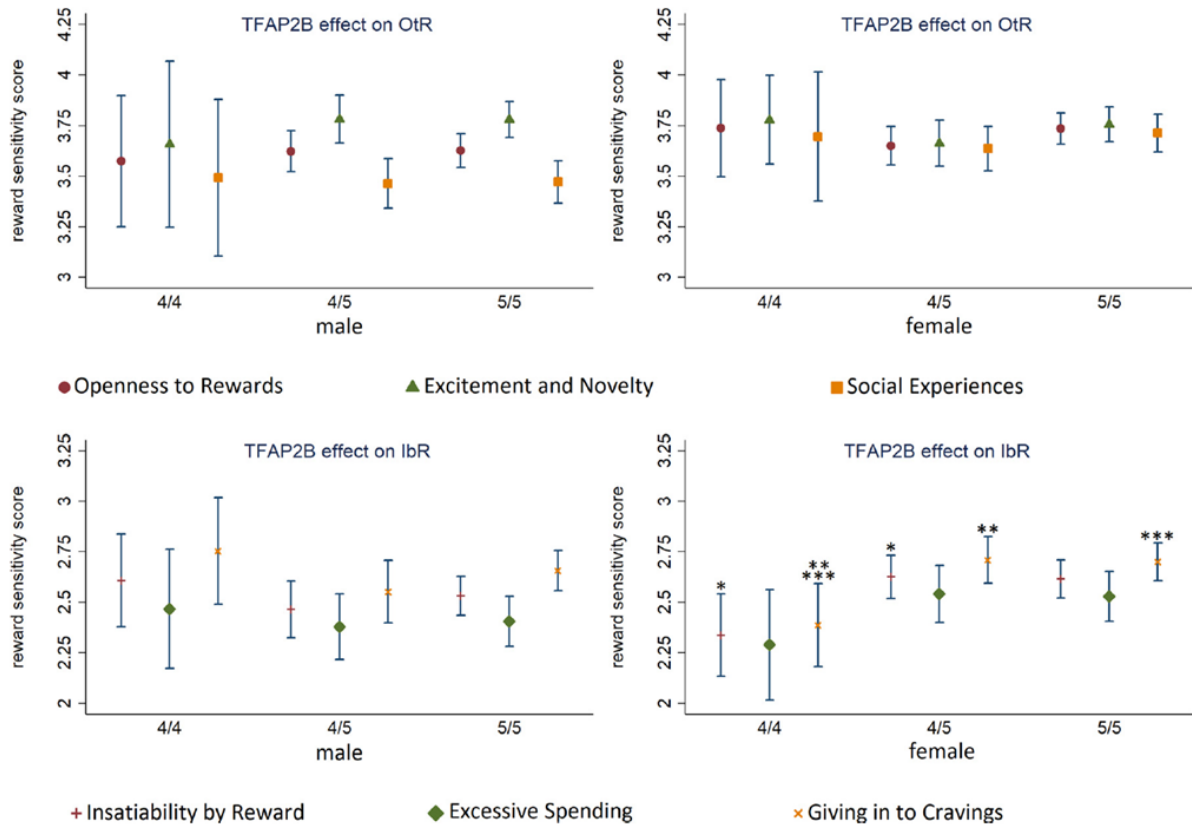 TFAP2B effect on OtR
reward sensitivity score
4.25
4
3.75
3.5
3.25
3
4/4 4/5 5/5
male
TFAP2B effect on OtR
reward sensitivity score
4.25
4
3.75
3.5
3.25
3
4/4 4/5 5/5
female
Openness to Rewards Excitement and Novelty Social Experiences
TFAP2B effect on IbR
reward sensitivity score
3.25
3
2.75
2.5
2.25
2
4/4 4/5 5/5
male
TFAP2B effect on IbR
reward sensitivity score
3.25
3
2.75
2.5
2.25
2
*
**
***
*
**
***
4/4 4/5 5/5
female
Insatiability by Reward Excessive Spending Giving in to Cravings